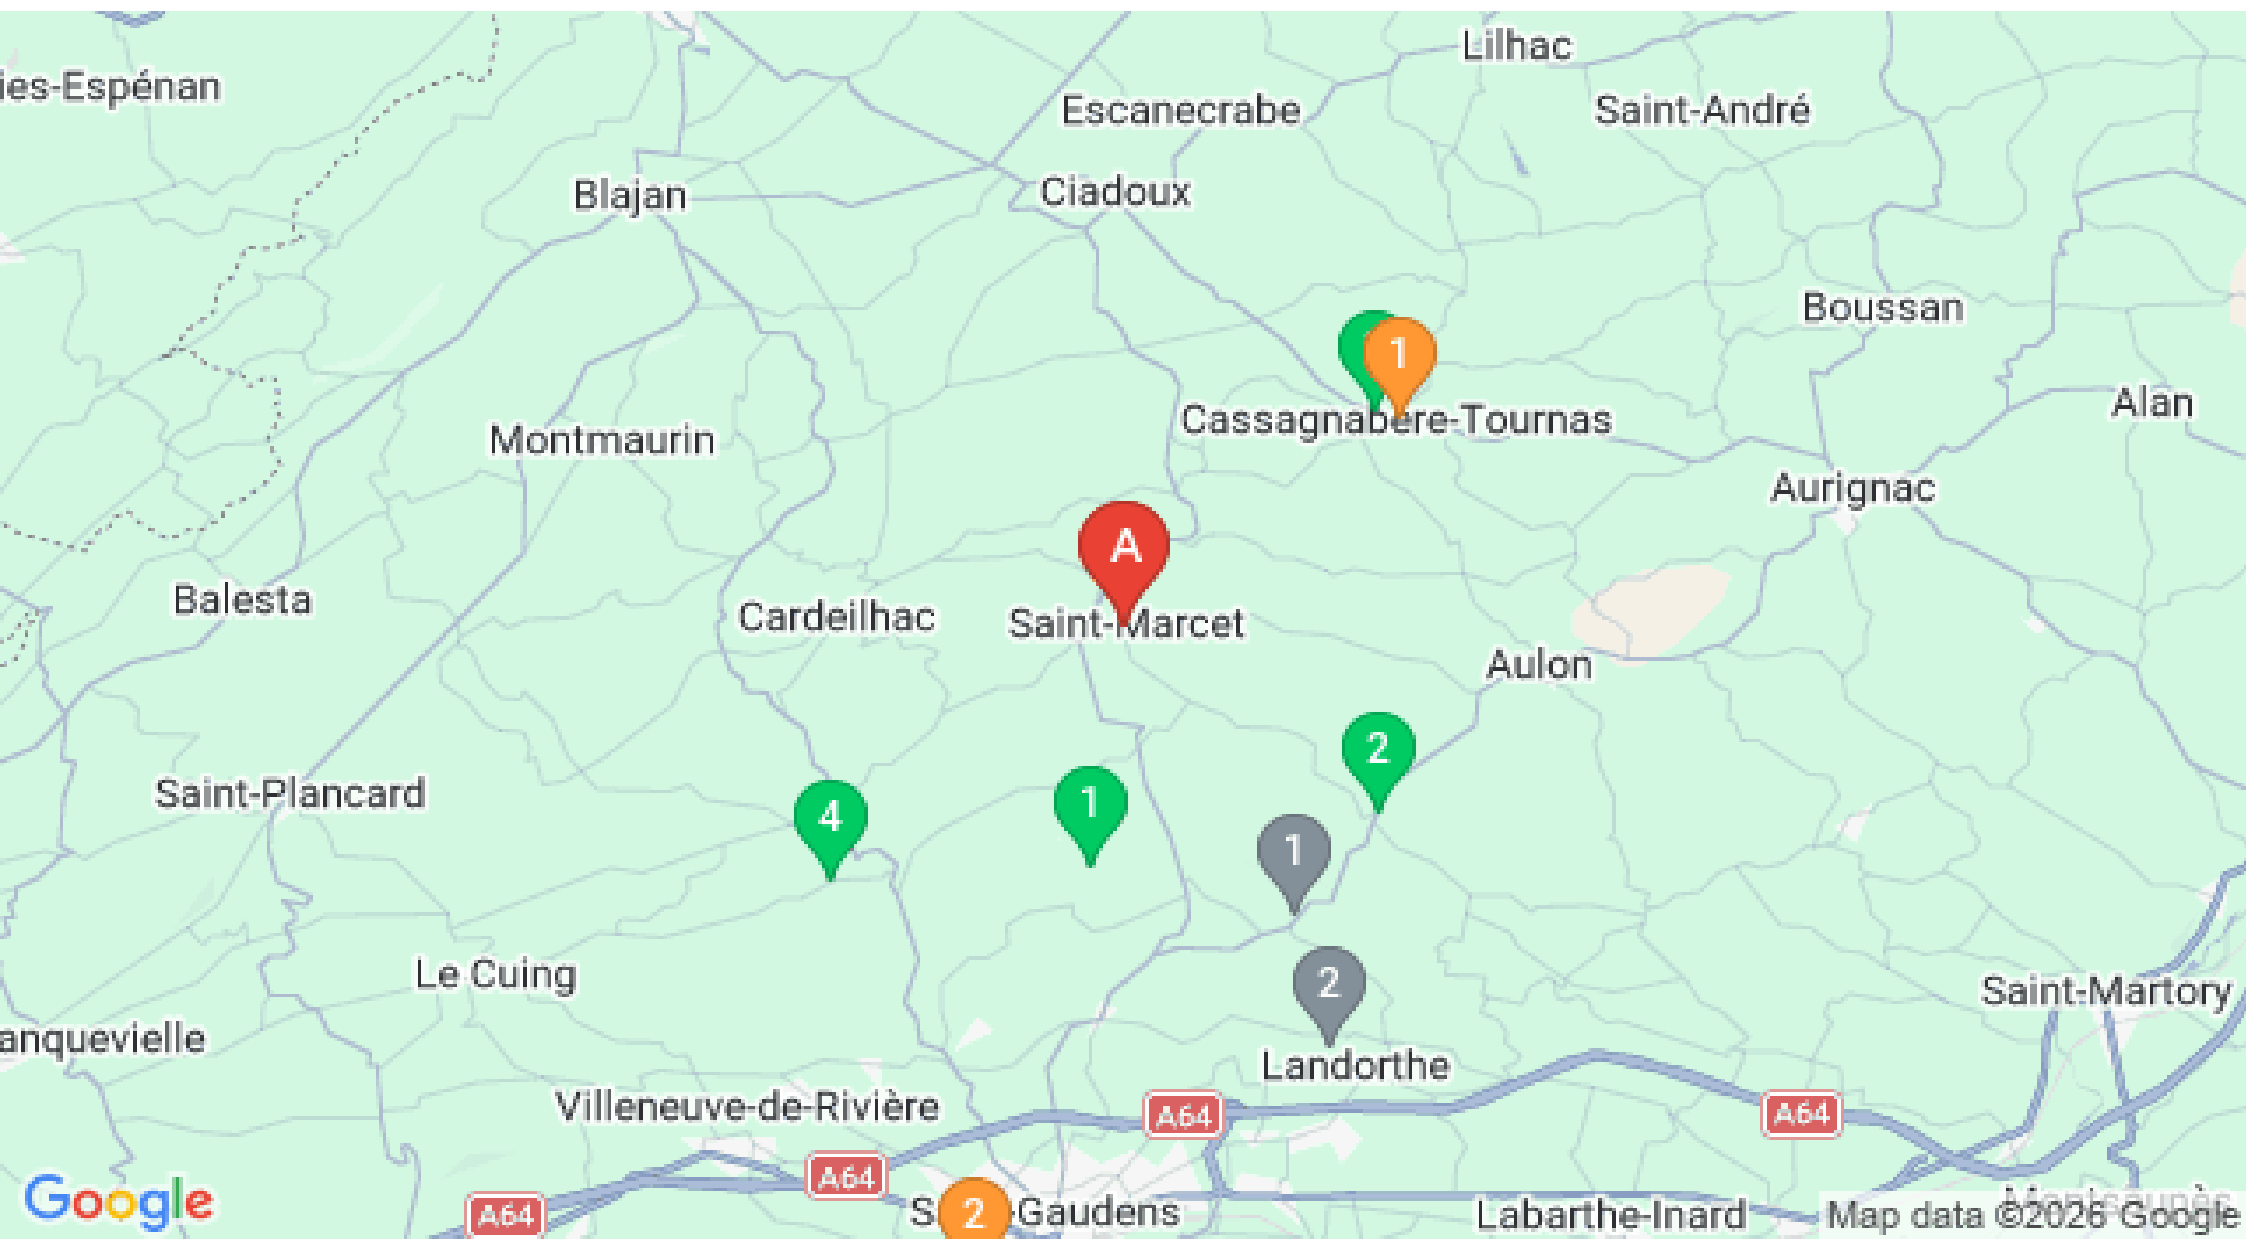 Lilhac
ies-Espénan
Escanecrabe
Saint-André
Blajan
Ciadoux
Boussan
1
Cassagnabère-Tournas
Alan
Montmaurin
Aurignac
A
Balesta
Cardeilhac
Saint-Marcet
Aulon
2
Saint-Plancard
4
1
1
Le Cuing
2
Saint-Martory
anquevielle
Landorthe
Villeneuve-de-Rivière
A64
A64
A64
Google
A64
2
-Gaudens
Labarthe-Inard
Map data ©2026 Google